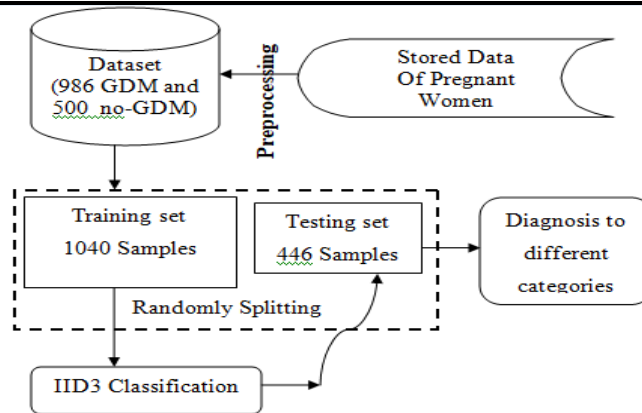 Dataset
(986 GDM and
500 no-GDM)
Preprocessing
Stored Data
Of Pregnant
Women
Training set
1040 Samples
Testing set
446 Samples
Randomly Splitting
Diagnosis to
different
categories
IID3 Classification